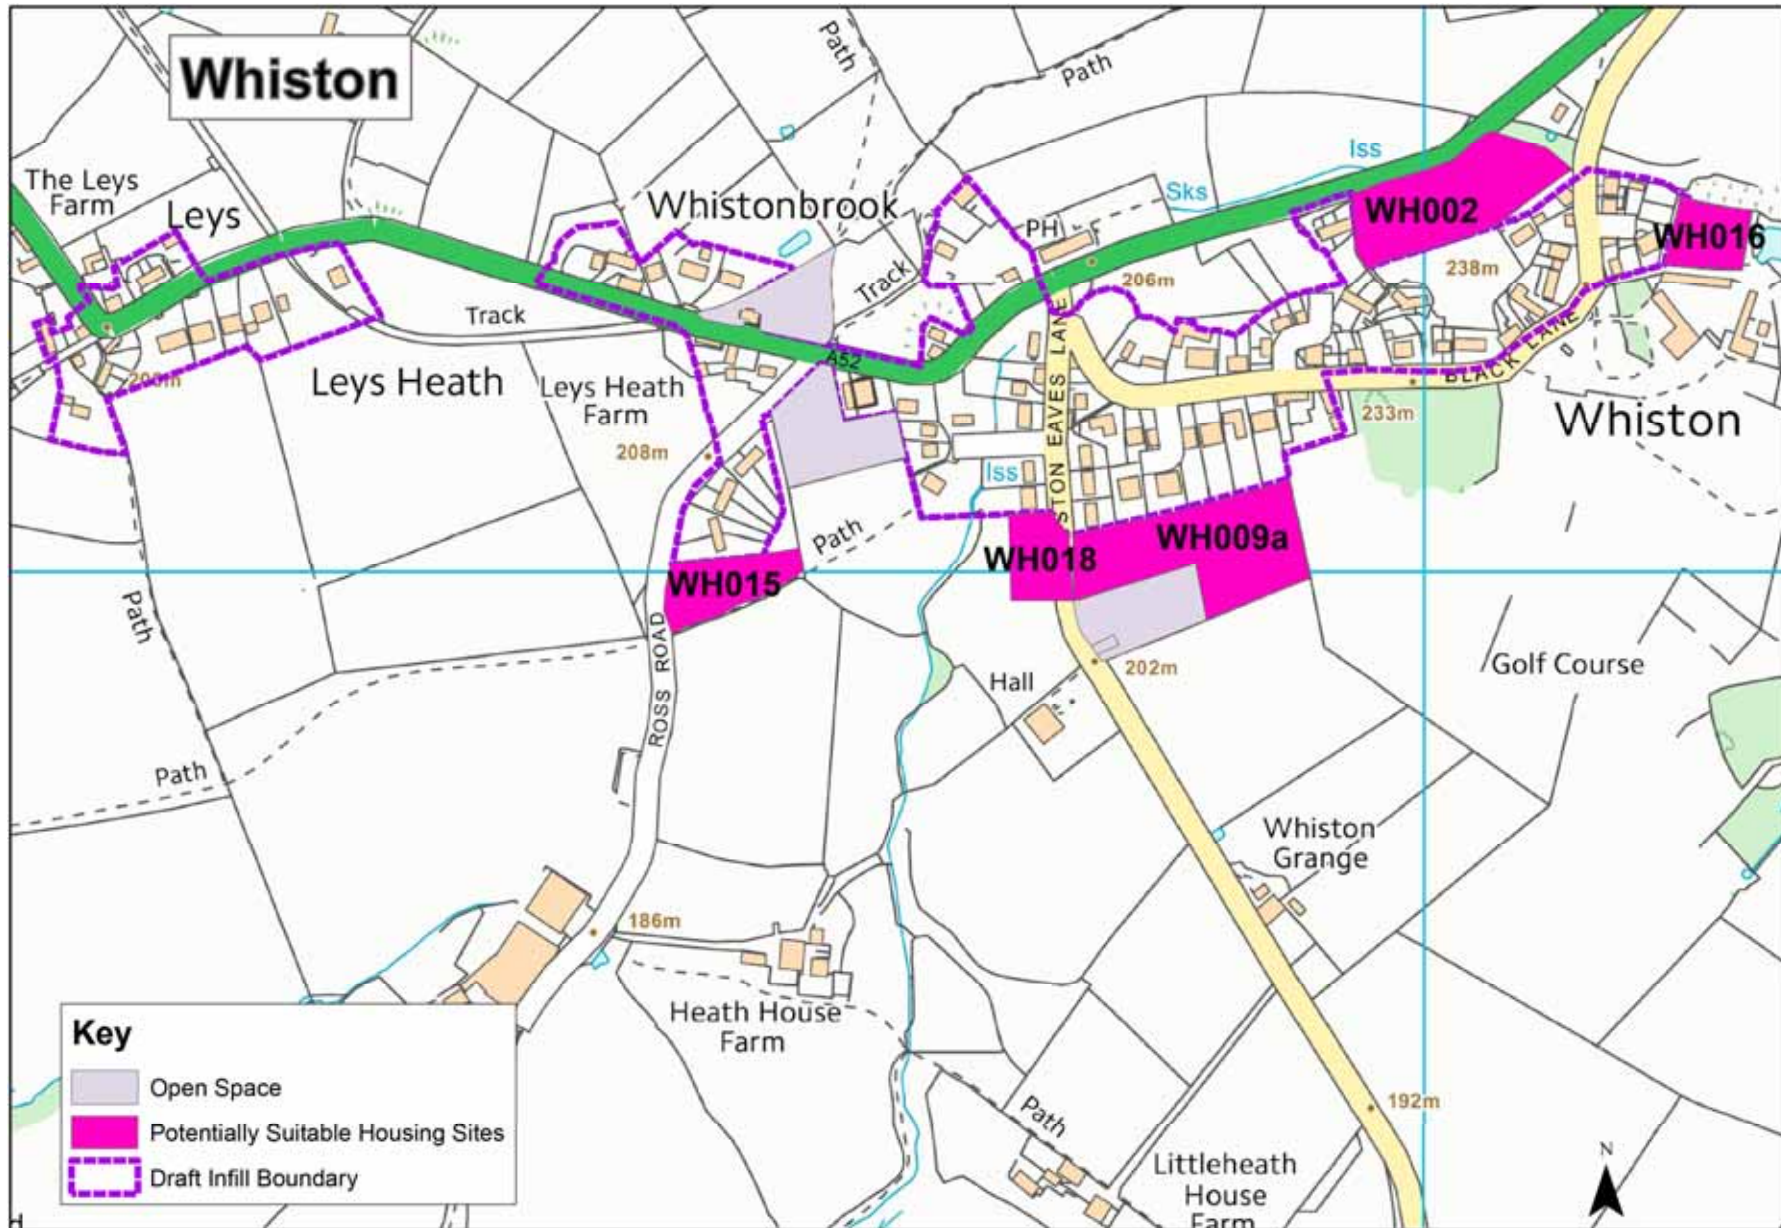 Whiston
Path
Path
Iss
Sks
The Leys
Farm
Leys
Whistonbrook
PH
WH002
WH016
238m
206m
Track
Track
A52
Leys Heath
Leys Heath
Farm
208m
STON EAVES LANE
BLACK LANE
233m
Whiston
Iss
Path
WH015
WH018
WH009a
Path
ROSS ROAD
Hall
202m
Golf Course
Path
Whiston
Grange
186m
Heath House
Farm
192m
Path
Littleheath
House
Farm
Key
Open Space
Potentially Suitable Housing Sites
Draft Infill Boundary
N